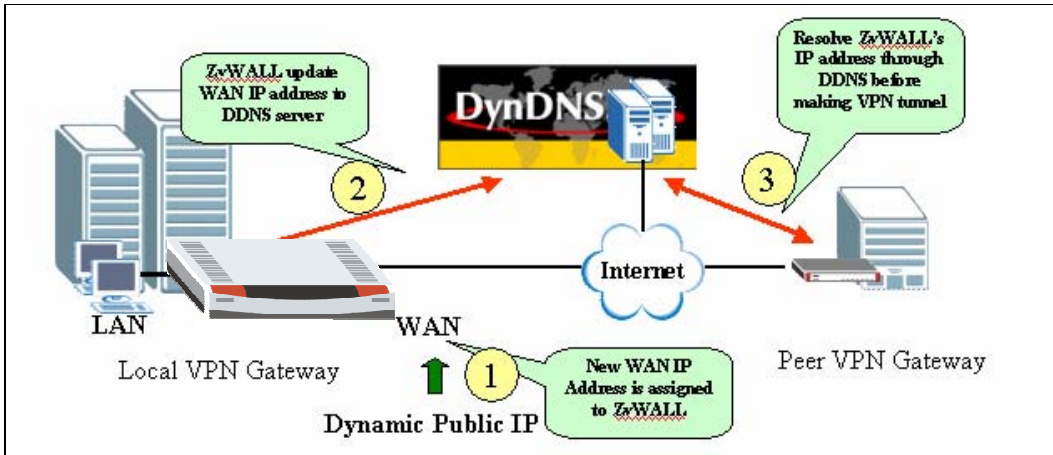 ZyWALL update
WAN IP address to
DDNS server
DynDNS
Resolve ZyWALL's
IP address through
DDNS before
making VPN tunnel
2
3
Internet
LAN
WAN
Local VPN Gateway
Peer VPN Gateway
1
New WAN IP
Address is assigned
to ZyWALL
Dynamic Public IP